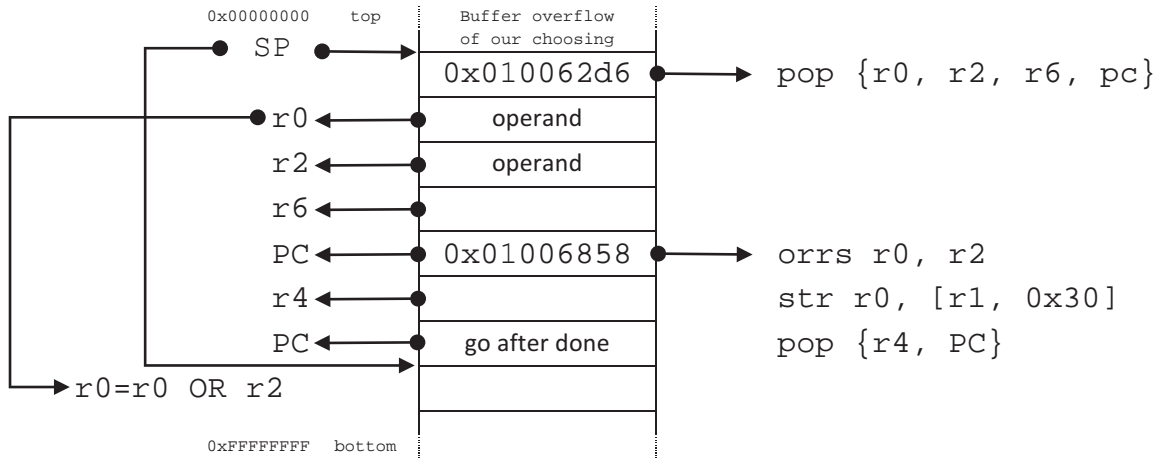 0x00000000 top
Buffer overflow
of our choosing
SP
0x010062d6
pop {r0, r2, r6, pc}
r0
operand
r2
operand
r6
PC
0x01006858
orrs r0, r2
r4
str r0, [r1, 0x30]
PC
go after done
pop {r4, PC}
r0=r0 OR r2
0xFFFFFFFF bottom